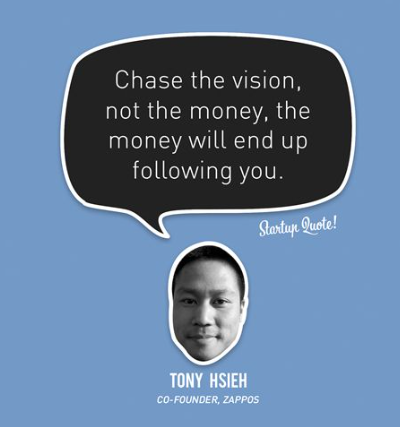 Chase the vision,
not the money, the
money will end up
following you.
Startup Quote!
TONY HSIEH
CO-FOUNDER, ZAPPOS